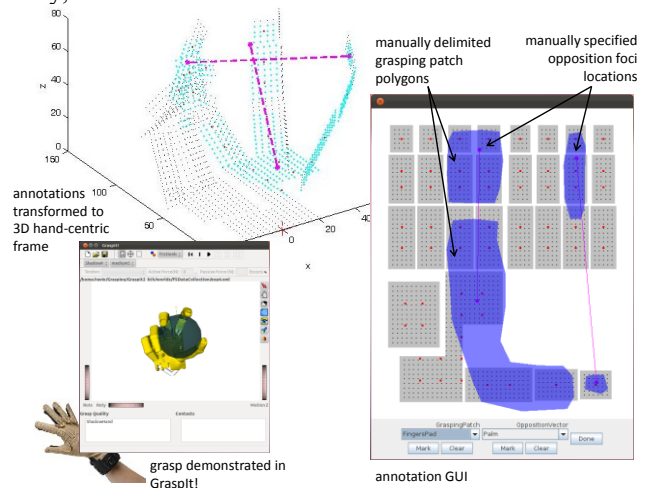 80
60
40
20
0
z
150
100
50
0
20
40
x
manually delimited
grasping patch
polygons
manually specified
opposition foci
locations
annotations
transformed to
3D hand-centric
frame
GraspIt!
Grasp Quality
Contacts
ShadowHand
grasp demonstrated in
GraspIt!
GraspingPatch
OppositionVector
FingersPad
Palm
Done
Mark
Clear
Mark
Clear
annotation GUI